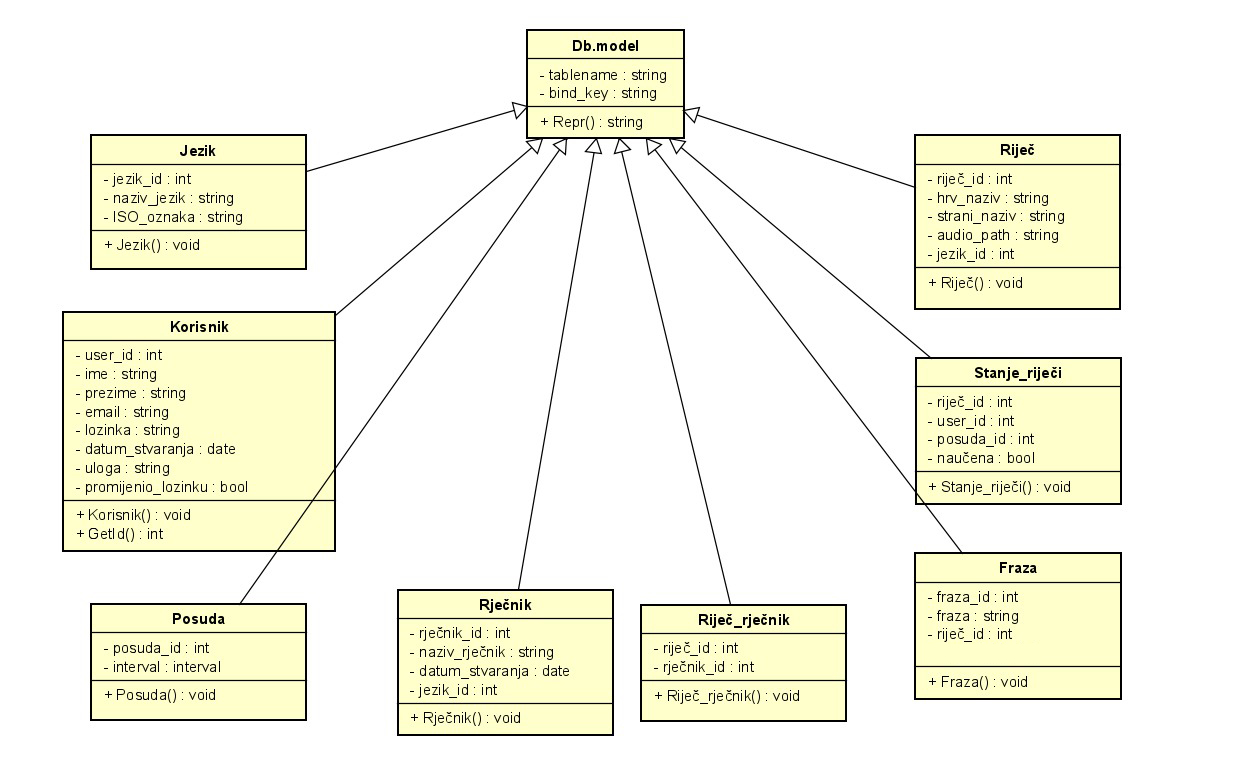 Db.model
- tablename : string
- bind_key : string
+ Repr() : string
Jezik
- jezik_id : int
- naziv_jezik : string
- ISO_oznaka : string
+ Jezik() : void
Riječ
- riječ_id : int
- hrv_naziv : string
- strani_naziv : string
- audio_path : string
- jezik_id : int
+ Riječ() : void
Korisnik
- user_id : int
- ime : string
- prezime : string
- email : string
- lozinka : string
- datum_stvaranja : date
- uloga : string
- promijenio_lozinku : bool
+ Korisnik() : void
+ GetId() : int
Stanje_riječi
- riječ_id : int
- user_id : int
- posuda_id : int
- naučena : bool
+ Stanje_riječi() : void
Posuda
- posuda_id : int
- interval : interval
+ Posuda() : void
Rječnik
- rječnik_id : int
- naziv_rječnik : string
- datum_stvaranja : date
- jezik_id : int
+ Rječnik() : void
Riječ_rječnik
- riječ_id : int
- rječnik_id : int
+ Riječ_rječnik() : void
Fraza
- fraza_id : int
- fraza : string
- riječ_id : int
+ Fraza() : void